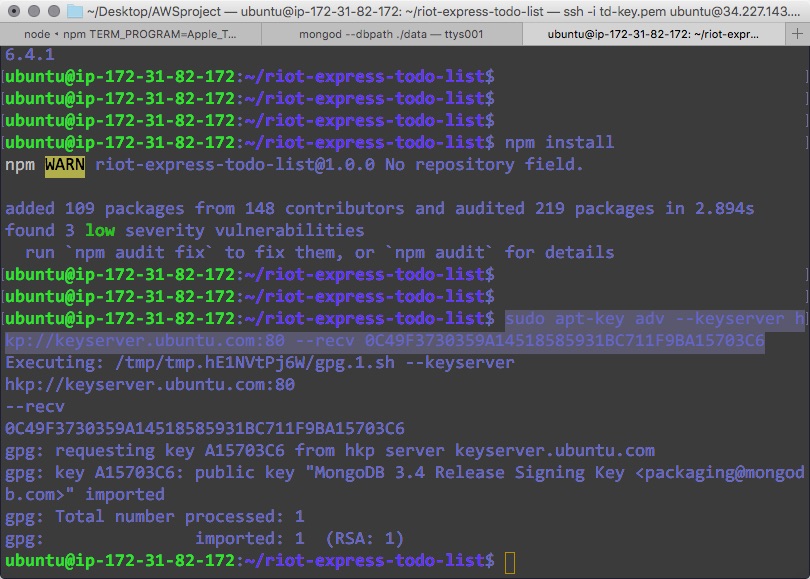 ~/Desktop/AWSproject — ubuntu@ip-172-31-82-172: ~/riot-express-todo-list — ssh -i td-key.pem ubuntu@34.227.143....
node ◂ npm TERM_PROGRAM=Apple_T...
mongod --dbpath ./data — ttys001
ubuntu@ip-172-31-82-172: ~/riot-expr...
+
6.4.1
ubuntu@ip-172-31-82-172:~/riot-express-todo-list$
ubuntu@ip-172-31-82-172:~/riot-express-todo-list$
ubuntu@ip-172-31-82-172:~/riot-express-todo-list$
ubuntu@ip-172-31-82-172:~/riot-express-todo-list$ npm install
npm WARN riot-express-todo-list@1.0.0 No repository field.
added 109 packages from 148 contributors and audited 219 packages in 2.894s
found 3 low severity vulnerabilities
run `npm audit fix` to fix them, or `npm audit` for details
ubuntu@ip-172-31-82-172:~/riot-express-todo-list$
ubuntu@ip-172-31-82-172:~/riot-express-todo-list$
ubuntu@ip-172-31-82-172:~/riot-express-todo-list$ sudo apt-key adv --keyserver h
kp://keyserver.ubuntu.com:80 --recv 0C49F3730359A14518585931BC711F9BA15703C6
Executing: /tmp/tmp.hE1NVtPj6W/gpg.1.sh --keyserver
hkp://keyserver.ubuntu.com:80
--recv
0C49F3730359A14518585931BC711F9BA15703C6
gpg: requesting key A15703C6 from hkp server keyserver.ubuntu.com
gpg: key A15703C6: public key "MongoDB 3.4 Release Signing Key <packaging@mongod
b.com>" imported
gpg: Total number processed: 1
gpg:               imported: 1  (RSA: 1)
ubuntu@ip-172-31-82-172:~/riot-express-todo-list$